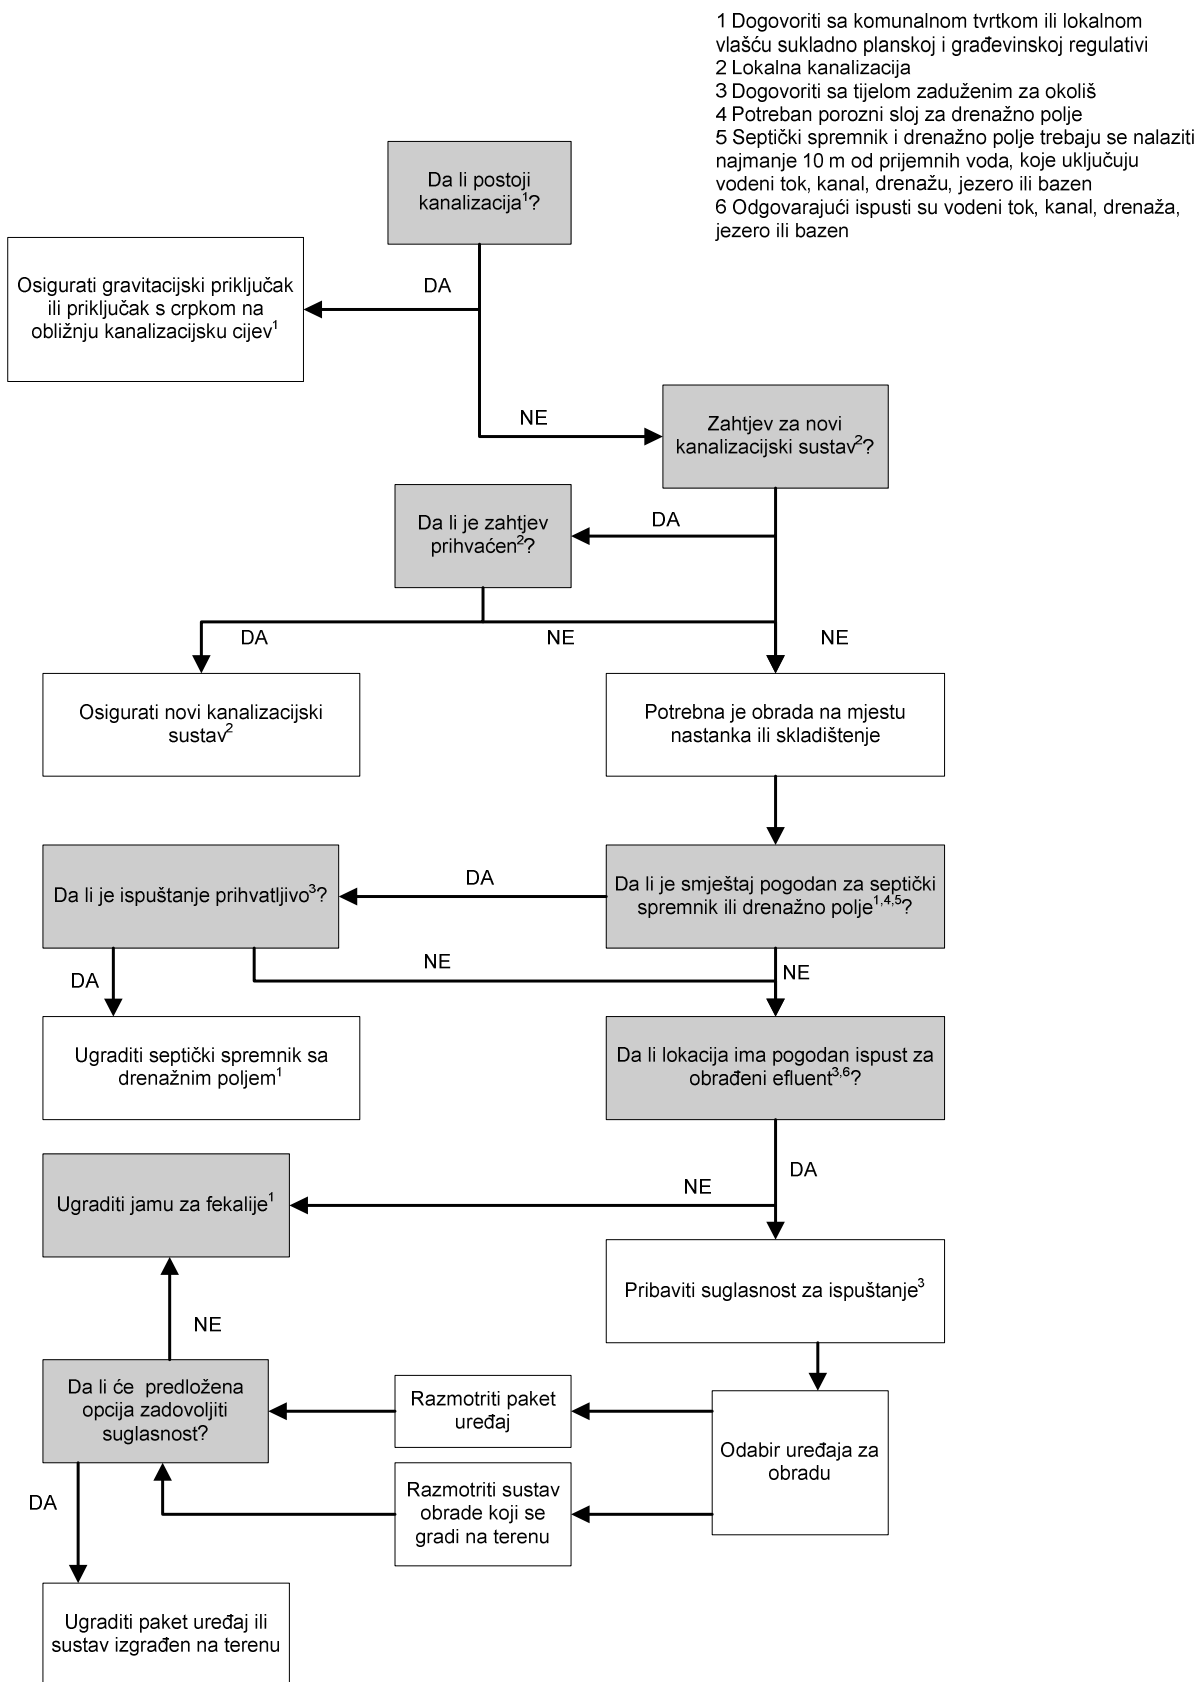 1 Dogovoriti sa komunalnom tvrtkom ili lokalnom
vlašću sukladno planskoj i građevinskoj regulativi
2 Lokalna kanalizacija
3 Dogovoriti sa tijelom zaduženim za okoliš
4 Potreban porozni sloj za drenažno polje
5 Septički spremnik i drenažno polje trebaju se nalaziti
najmanje 10 m od prijemnih voda, koje uključuju
vodeni tok, kanal, drenažu, jezero ili bazen
6 Odgovarajući ispusti su vodeni tok, kanal, drenaža,
jezero ili bazen
Da li postoji
kanalizacija1?
DA
Osigurati gravitacijski priključak
ili priključak s crpkom na
obližnju kanalizacijsku cijev1
NE
Zahtjev za novi
kanalizacijski sustav2?
DA
Da li je zahtjev
prihvaćen2?
DA
NE
NE
Osigurati novi kanalizacijski
sustav2
Potrebna je obrada na mjestu
nastanka ili skladištenje
Da li je ispuštanje prihvatljivo3?
DA
Da li je smještaj pogodan za septički
spremnik ili drenažno polje1,4,5?
DA
NE
NE
Ugraditi septički spremnik sa
drenažnim poljem1
Da li lokacija ima pogodan ispust za
obrađeni efluent3,6?
DA
NE
Ugraditi jamu za fekalije1
Pribaviti suglasnost za ispuštanje3
NE
Da li će predložena
opcija zadovoljiti
suglasnost?
Razmotriti paket
uređaj
Odabir uređaja za
obradu
Razmotriti sustav
obrade koji se
gradi na terenu
DA
Ugraditi paket uređaj ili
sustav izgrađen na terenu